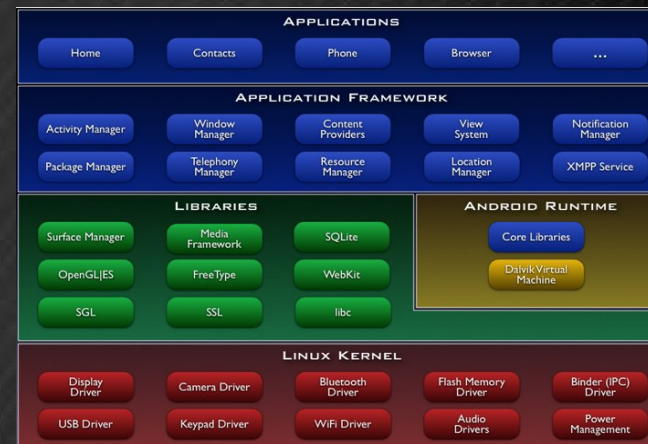 APPLICATIONS
Home
Contacts
Phone
Browser
...
APPLICATION FRAMEWORK
Activity Manager
Window
Manager
Content
Providers
View
System
Notification
Manager
Package Manager
Telephony
Manager
Resource
Manager
Location
Manager
XMPP Service
LIBRARIES
Surface Manager
Media
Framework
SQLite
OpenGL|ES
FreeType
WebKit
SGL
SSL
libc
ANDROID RUNTIME
Core Libraries
Dalvik Virtual
Machine
LINUX KERNEL
Display
Driver
Camera Driver
Bluetooth
Driver
Flash Memory
Driver
Binder (IPC)
Driver
USB Driver
Keypad Driver
WiFi Driver
Audio
Drivers
Power
Management